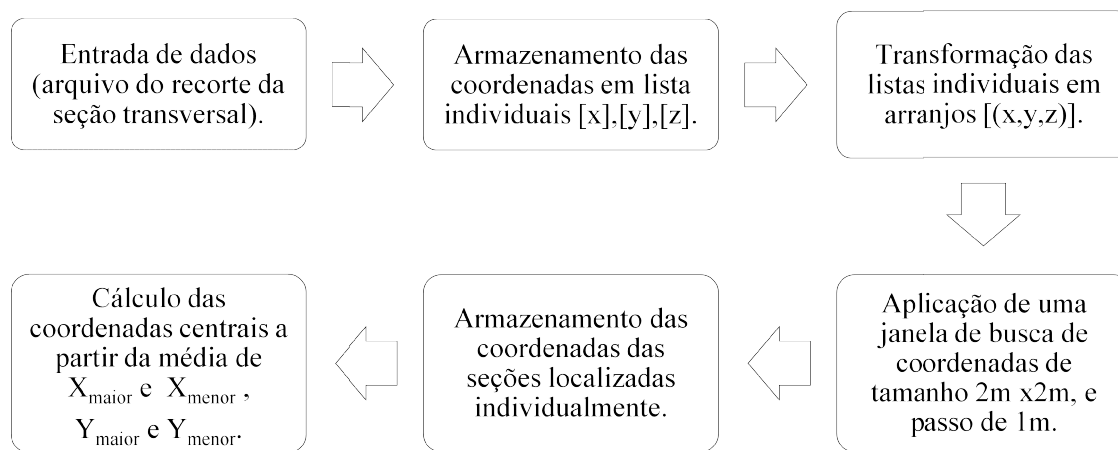 Entrada de dados
(arquivo do recorte da
seção transversal).
Armazenamento das
coordenadas em lista
individuais [x],[y],[z].
Transformação das
listas individuais em
arranjos [(x,y,z)].
Aplicação de uma
janela de busca de
coordenadas de
tamanho 2m x2m, e
passo de 1m.
Armazenamento das
coordenadas das
seções localizadas
individualmente.
Cálculo das
coordenadas centrais a
partir da média de
Xmaior e Xmenor ,
Ymaior e Ymenor.